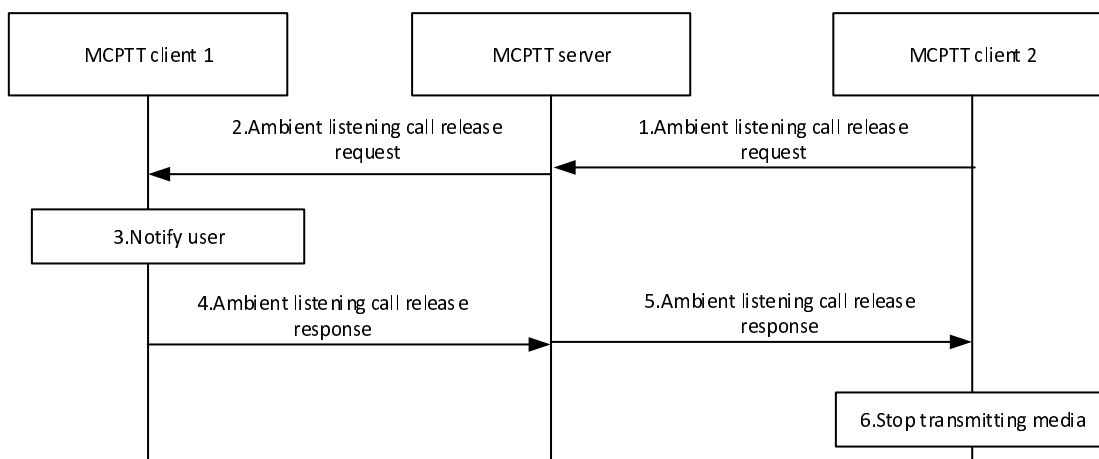 MCPTT client 1
MCPTT server
MCPTT client 2
2.Ambient listening call release
request
1.Ambient listening call release
request
3.Notify user
4.Ambient listening call release
response
5.Ambient listening call release
response
6.Stop transmitting media